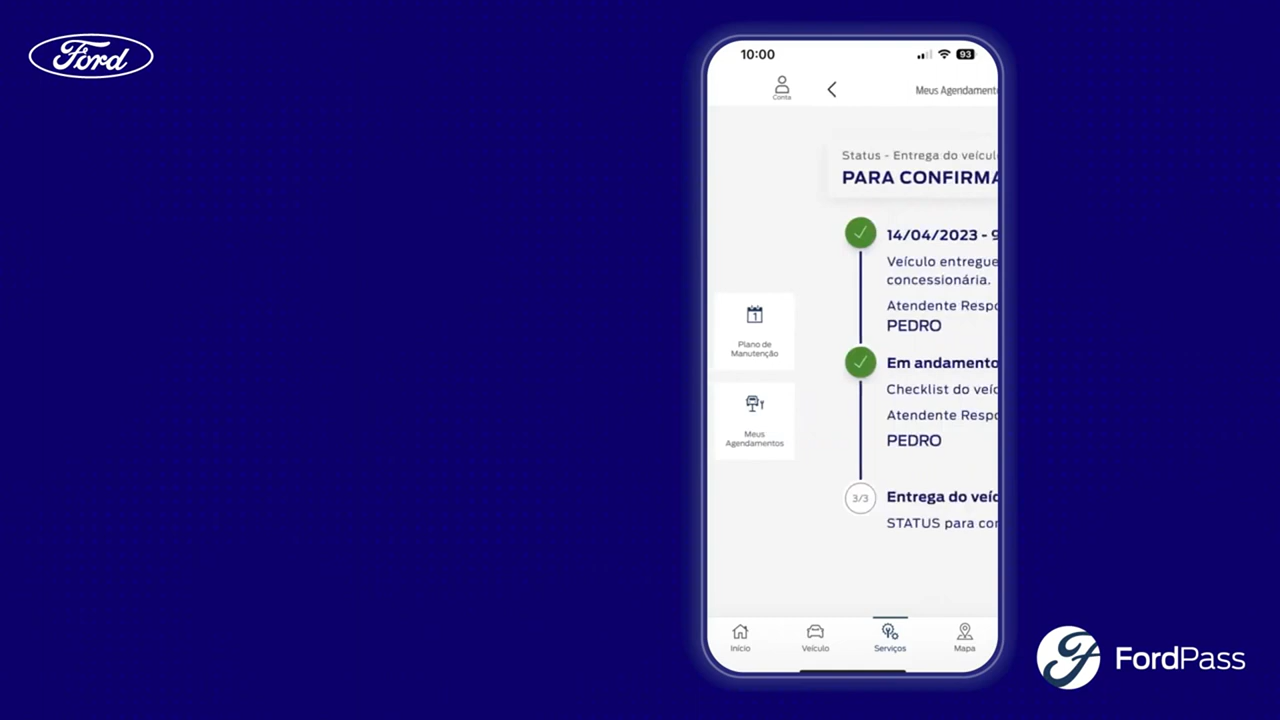 Ford
10:00
93
Conta
Meus Agendament
Status - Entrega do veícul
PARA CONFIRMA
14/04/2023 - 9
Veículo entregue
concessionária.
Atendente Respo
PEDRO
1
Plano de
Manutenção
Em andamento
Checklist do veíc
Atendente Respo
PEDRO
Meus
Agendamentos
3/3
Entrega do veíc
STATUS para con
Início
Veículo
Serviços
Mapa
FordPass